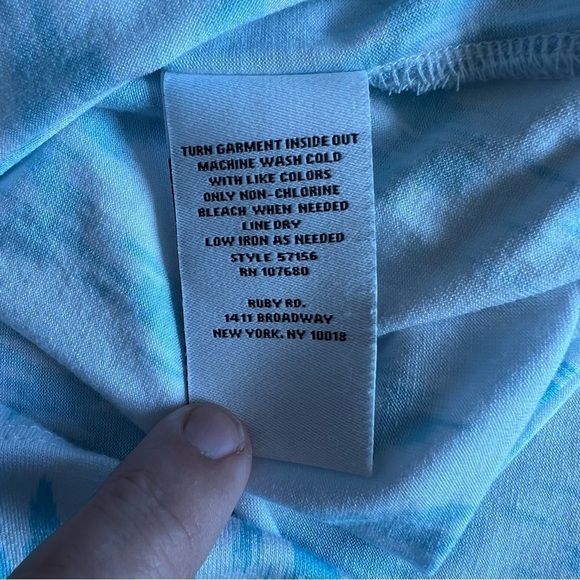 TURN GARMENT INSIDE OUT
MACHINE WASH COLD
WITH LIKE COLORS
ONLY NON-CHLORINE
BLEACH WHEN NEEDED
LINE DRY
LOW IRON AS NEEDED
STYLE 57156
RN 107680
RUBY RD.
1411 BROADWAY
NEW YORK. NY 10018